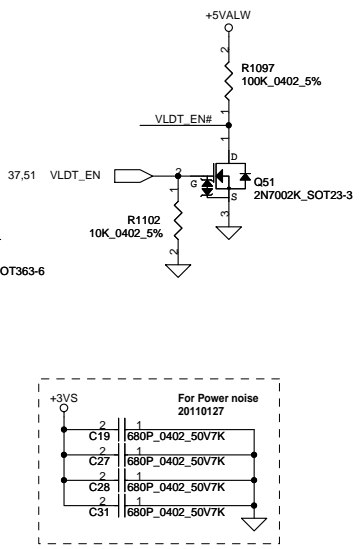 +5VALW
2
R1097
100K_0402_5%
1
VLDT_EN#
1
D
37,51 VLDT_EN
2
G
Q51
2N7002K_SOT23-3
S
1
3
R1102
10K_0402_5%
2
OT363-6
+3VS
For Power noise
20110127
2 1
C19 680P_0402_50V7K
2 1
C27 680P_0402_50V7K
2 1
C28 680P_0402_50V7K
2 1
C31 680P_0402_50V7K